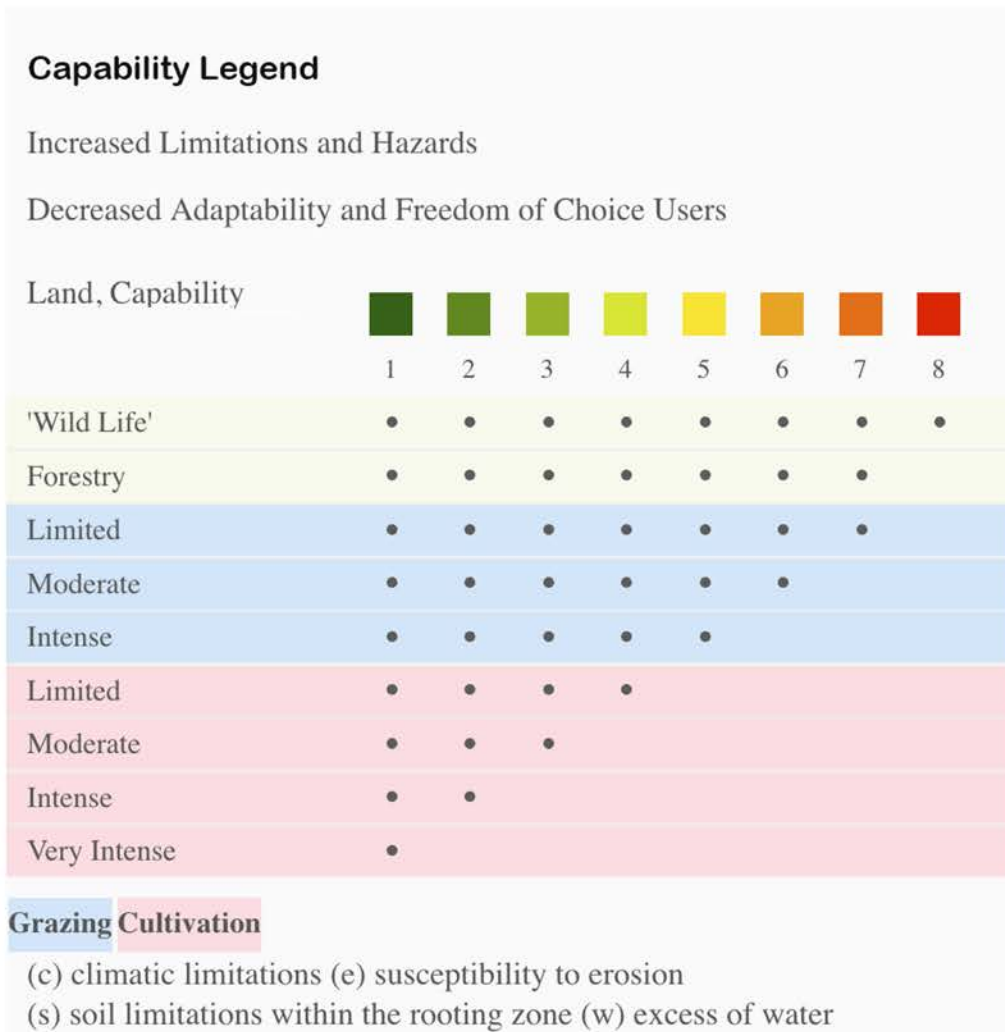 Capability Legend
Increased Limitations and Hazards
Decreased Adaptability and Freedom of Choice Users
Land, Capability
1 2 3 4 5 6 7 8
'Wild Life'
Forestry
Limited
Moderate
Intense
Limited
Moderate
Intense
Very Intense
Grazing Cultivation
(c) climatic limitations (e) susceptibility to erosion
(s) soil limitations within the rooting zone (w) excess of water